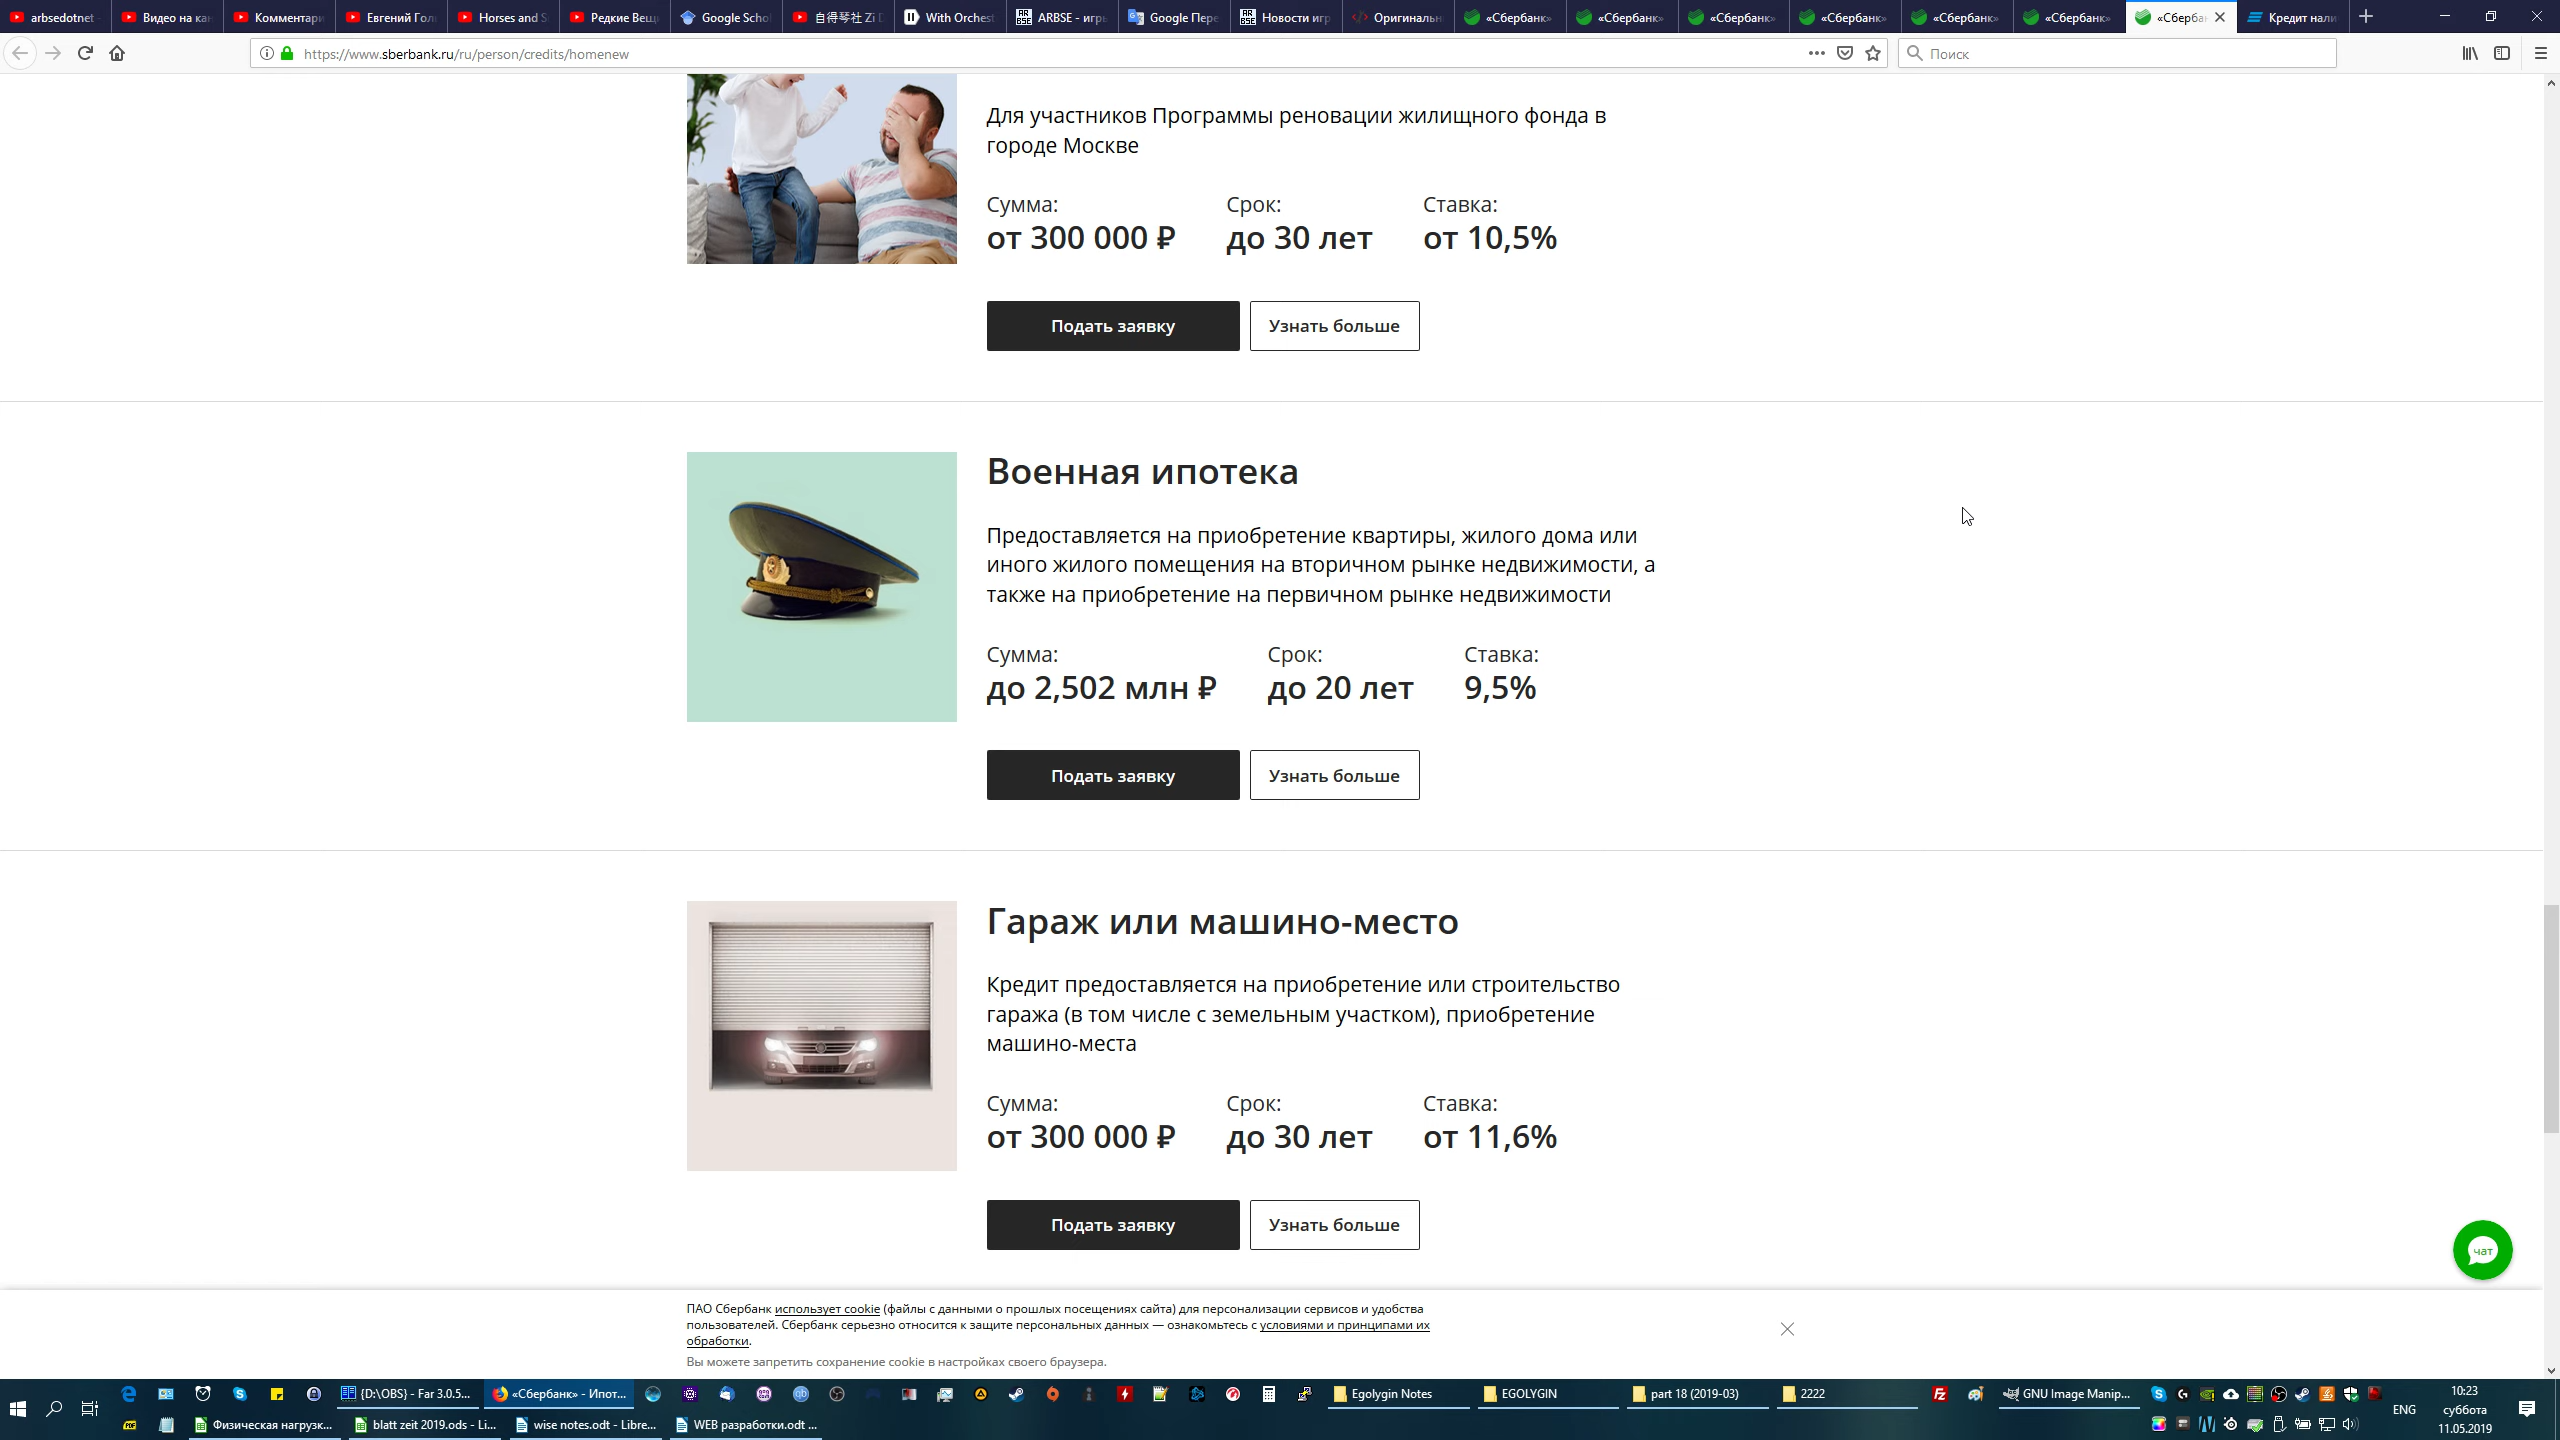 arbsedotnet
Видео на ка
Комментари
Евгений Гол
Horses and S
Редкие Вещ
Google Scho
自得琴社 Zi D
With Orchest
ARBSE - игры
Google Пере
Новости игр
Оригинальн
«Сбербанк»
«Сбербанк»
«Сбербанк»
«Сбербанк»
«Сбербанк»
«Сбербанк»
«Сберба
Кредит нали
https://www.sberbank.ru/ru/person/credits/homenew
Поиск
Для участников Программы реновации жилищного фонда в
городе Москве
Сумма: Срок: Ставка:
от 300 000 ₽ до 30 лет от 10,5%
Подать заявку Узнать больше
Военная ипотека
Предоставляется на приобретение квартиры, жилого дома или
иного жилого помещения на вторичном рынке недвижимости, а
также на приобретение на первичном рынке недвижимости
Сумма: Срок: Ставка:
до 2,502 млн ₽ до 20 лет 9,5%
Подать заявку Узнать больше
Гараж или машино-место
Кредит предоставляется на приобретение или строительство
гаража (в том числе с земельным участком), приобретение
машино-места
Сумма: Срок: Ставка:
от 300 000 ₽ до 30 лет от 11,6%
Подать заявку Узнать больше
чат
ПАО Сбербанк использует cookie (файлы с данными о прошлых посещениях сайта) для персонализации сервисов и удобства
пользователей. Сбербанк серьезно относится к защите персональных данных — ознакомьтесь с условиями и принципами их
обработки.
Вы можете запретить сохранение cookie в настройках своего браузера.
{D:\OBS} - Far 3.0.5...
«Сбербанк» - Ипот...
Egolygin Notes
EGOLYGIN
part 18 (2019-03)
2222
GNU Image Manip...
Физическая нагрузк...
blatt zeit 2019.ods - Li...
wise notes.odt - Libre...
WEB разработки.odt ...
ENG
10:23
суббота
11.05.2019